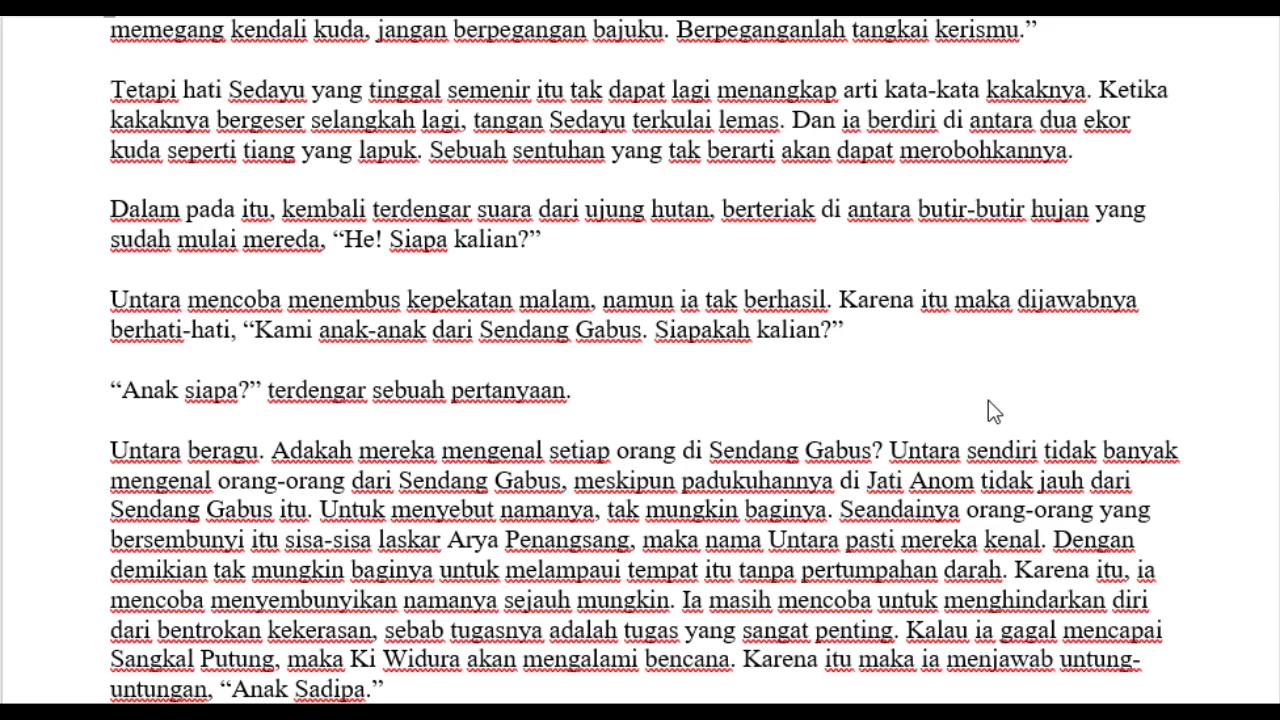 memegang kendali kuda, jangan berpegangan bajuku. Berpeganganlah tangkai kerismu.”
Tetapi hati Sedayu yang tinggal semenir itu tak dapat lagi menangkap arti kata-kata kakaknya. Ketika
kakaknya bergeser selangkah lagi, tangan Sedayu terkulai lemas. Dan ia berdiri di antara dua ekor
kuda seperti tiang yang lapuk. Sebuah sentuhan yang tak berarti akan dapat merobohkannya.
Dalam pada itu, kembali terdengar suara dari ujung hutan, berteriak di antara butir-butir hujan yang
sudah mulai mereda, “He! Siapa kalian?”
Untara mencoba menembus kepekatan malam, namun ia tak berhasil. Karena itu maka dijawabnya
berhati-hati, “Kami anak-anak dari Sendang Gabus. Siapakah kalian?”
“Anak siapa?” terdengar sebuah pertanyaan.
Untara beragu. Adakah mereka mengenal setiap orang di Sendang Gabus? Untara sendiri tidak banyak
mengenal orang-orang dari Sendang Gabus, meskipun padukuhannya di Jati Anom tidak jauh dari
Sendang Gabus itu. Untuk menyebut namanya, tak mungkin baginya. Seandainya orang-orang yang
bersembunyi itu sisa-sisa laskar Arya Penangsang, maka nama Untara pasti mereka kenal. Dengan
demikian tak mungkin baginya untuk melampaui tempat itu tanpa pertumpahan darah. Karena itu, ia
mencoba menyembunyikan namanya sejauh mungkin. Ia masih mencoba untuk menghindarkan diri
dari bentrokan kekerasan, sebab tugasnya adalah tugas yang sangat penting. Kalau ia gagal mencapai
Sangkal Putung, maka Ki Widura akan mengalami bencana. Karena itu maka ia menjawab untung-
untungan, “Anak Sadipa.”